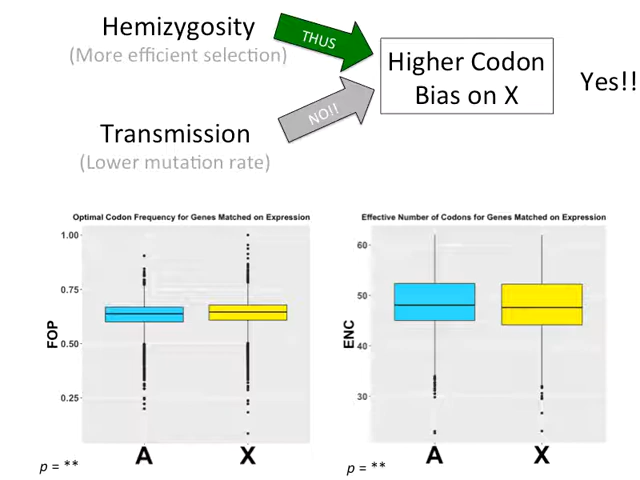 Hemizygosity
(More efficient selection)
THUS
Higher Codon
Bias on X
Yes!!
NO!!
Transmission
(Lower mutation rate)
Optimal Codon Frequency for Genes Matched on Expression
1.00
0.75
0.50
0.25
FOP
A
X
p = **
Effective Number of Codons for Genes Matched on Expression
60
50
40
30
ENC
A
X
p = **